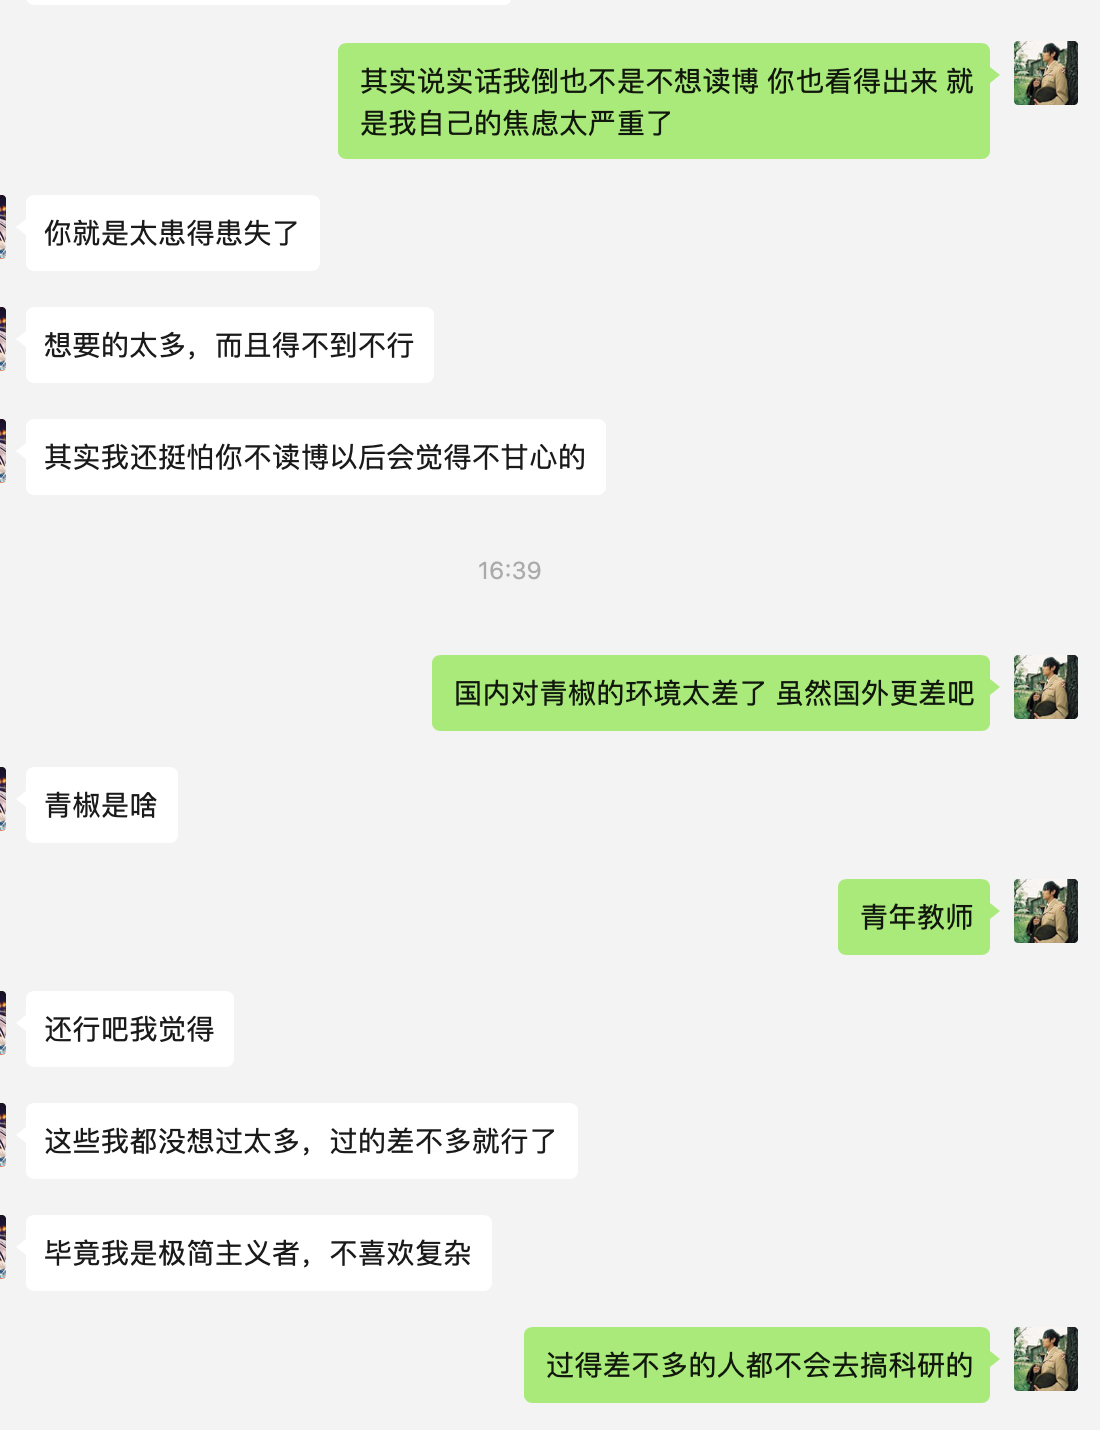 其实说实话我倒也不是不想读博 你也看得出来 就
是我自己的焦虑太严重了
你就是太患得患失了
想要的太多，而且得不到不行
其实我还挺怕你不读博以后会觉得不甘心的
16:39
国内对青椒的环境太差了 虽然国外更差吧
青椒是啥
青年教师
还行吧我觉得
这些我都没想过太多，过的差不多就行了
毕竟我是极简主义者，不喜欢复杂
过得差不多的人都不会去搞科研的